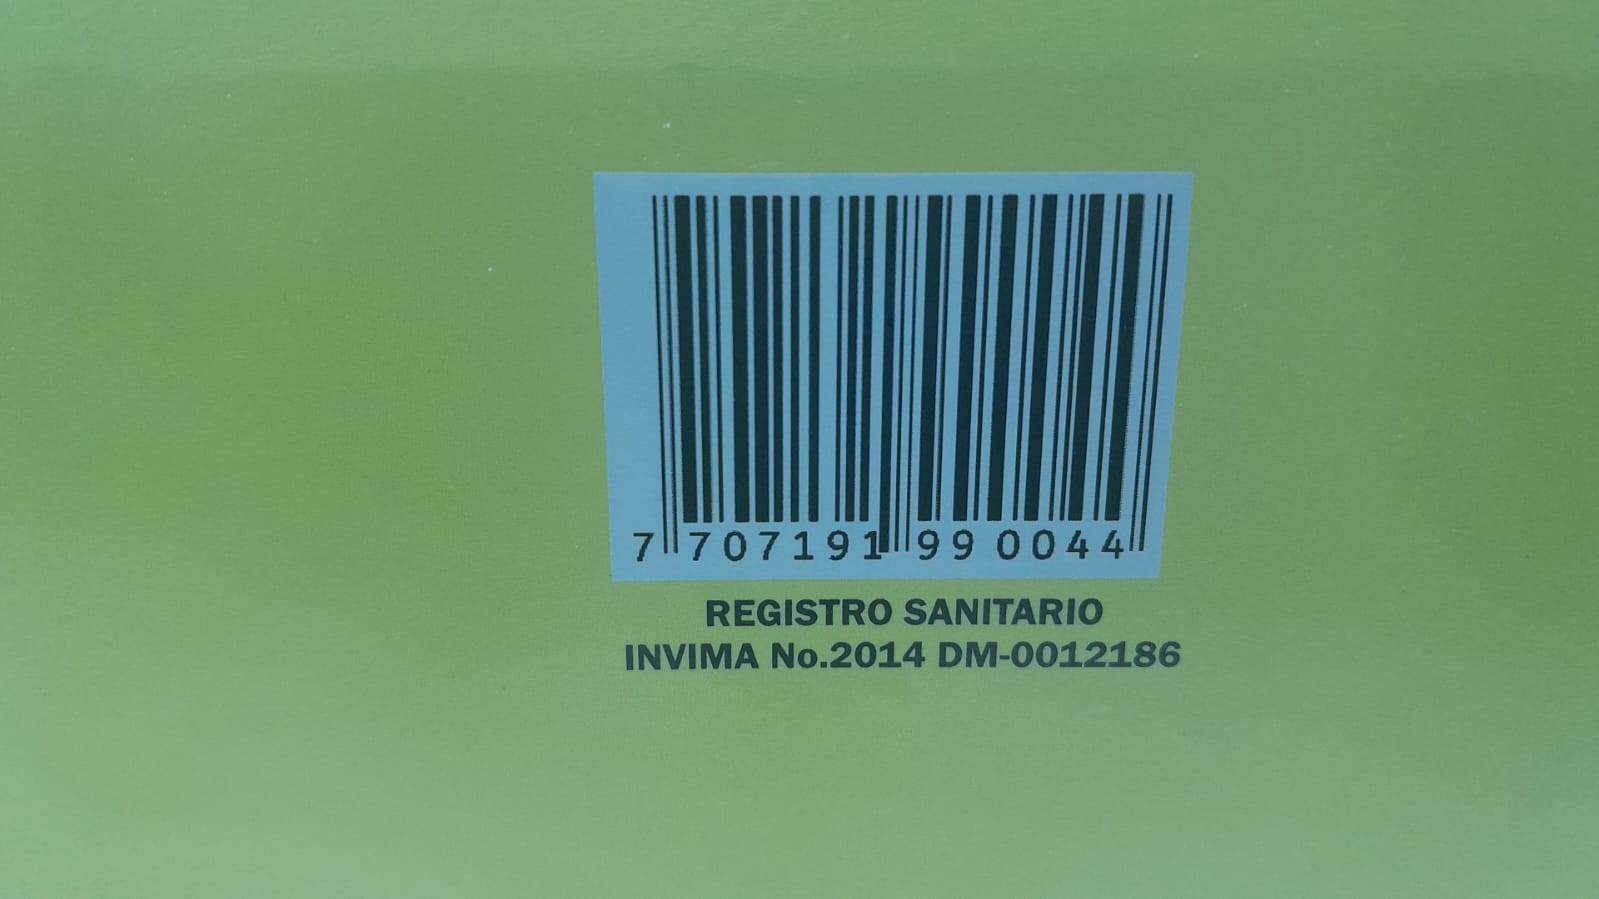 7 707191 990044
REGISTRO SANITARIO
INVIMA No.2014 DM-0012186